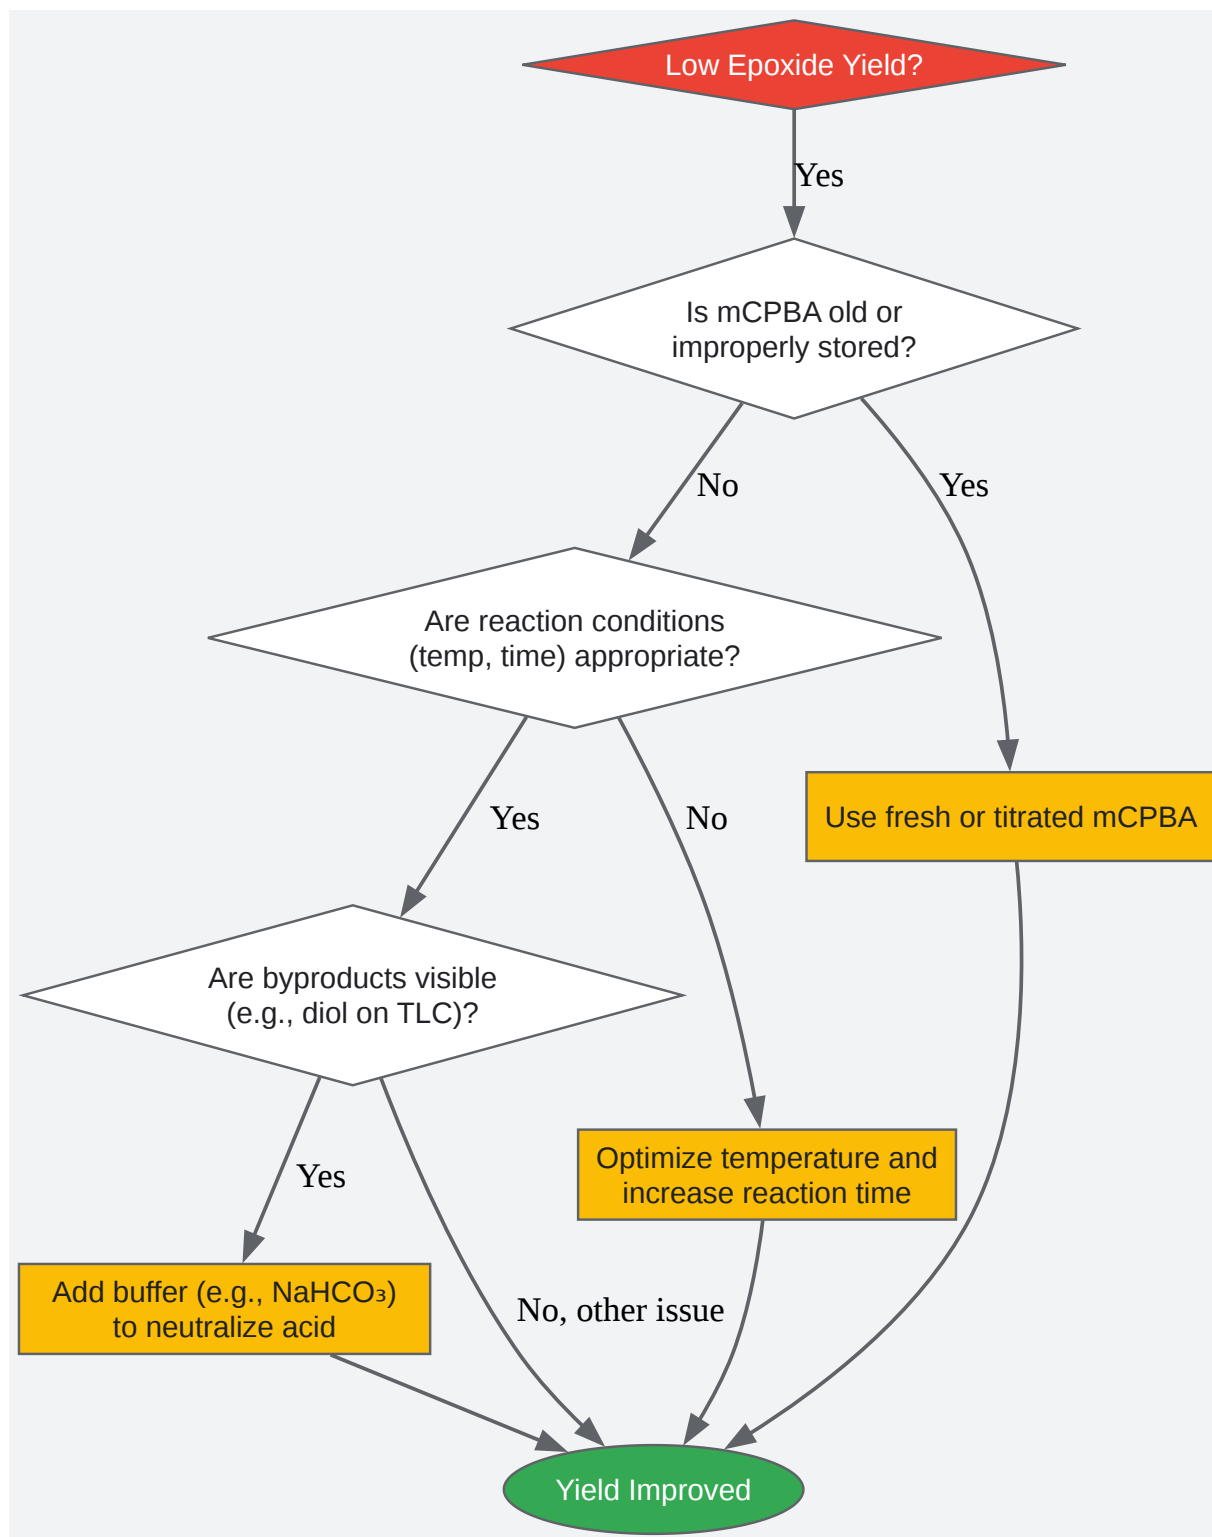 Low Epoxide Yield?
Yes
Is mCPBA old or
improperly stored?
No
Yes
Are reaction conditions
(temp, time) appropriate?
Yes
No
Use fresh or titrated mCPBA
Are byproducts visible
(e.g., diol on TLC)?
Yes
Optimize temperature and
increase reaction time
Add buffer (e.g., NaHCO₃)
to neutralize acid
No, other issue
Yield Improved